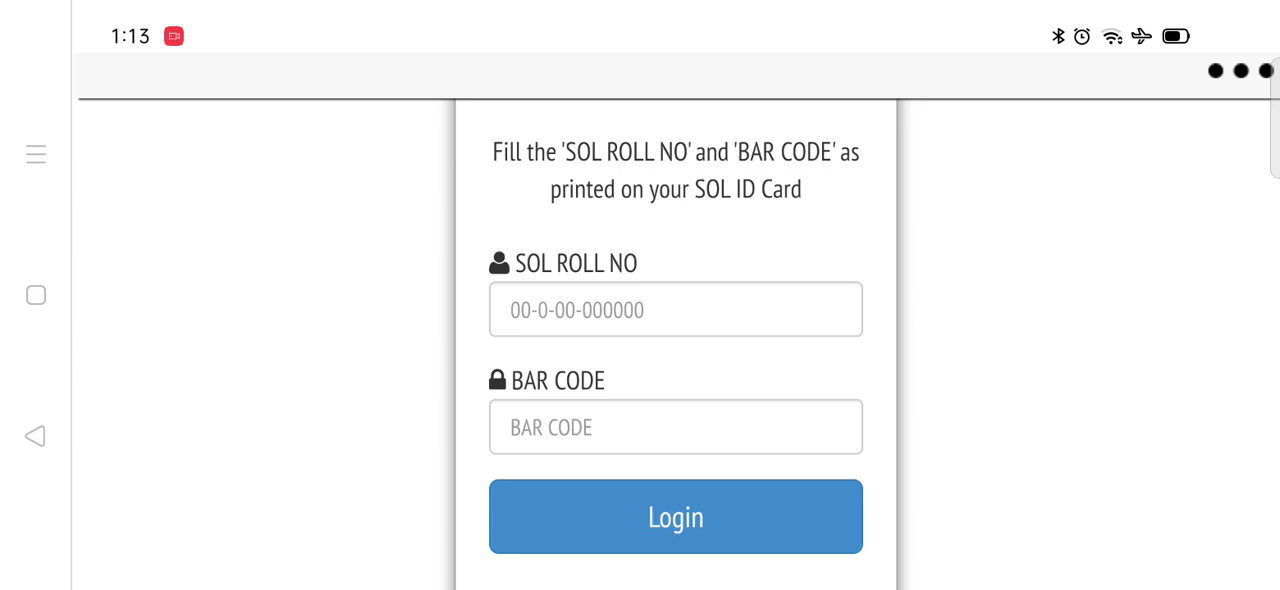 1:13
Fill the 'SOL ROLL NO' and 'BAR CODE' as
printed on your SOL ID Card
SOL ROLL NO
00-0-00-000000
BAR CODE
BAR CODE
Login